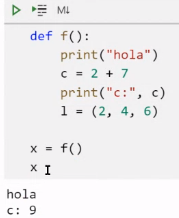 M↓
def f():
    print("hola")
    c = 2 + 7
    print("c:", c)
    l = (2, 4, 6)

x = f()
x
hola
c: 9